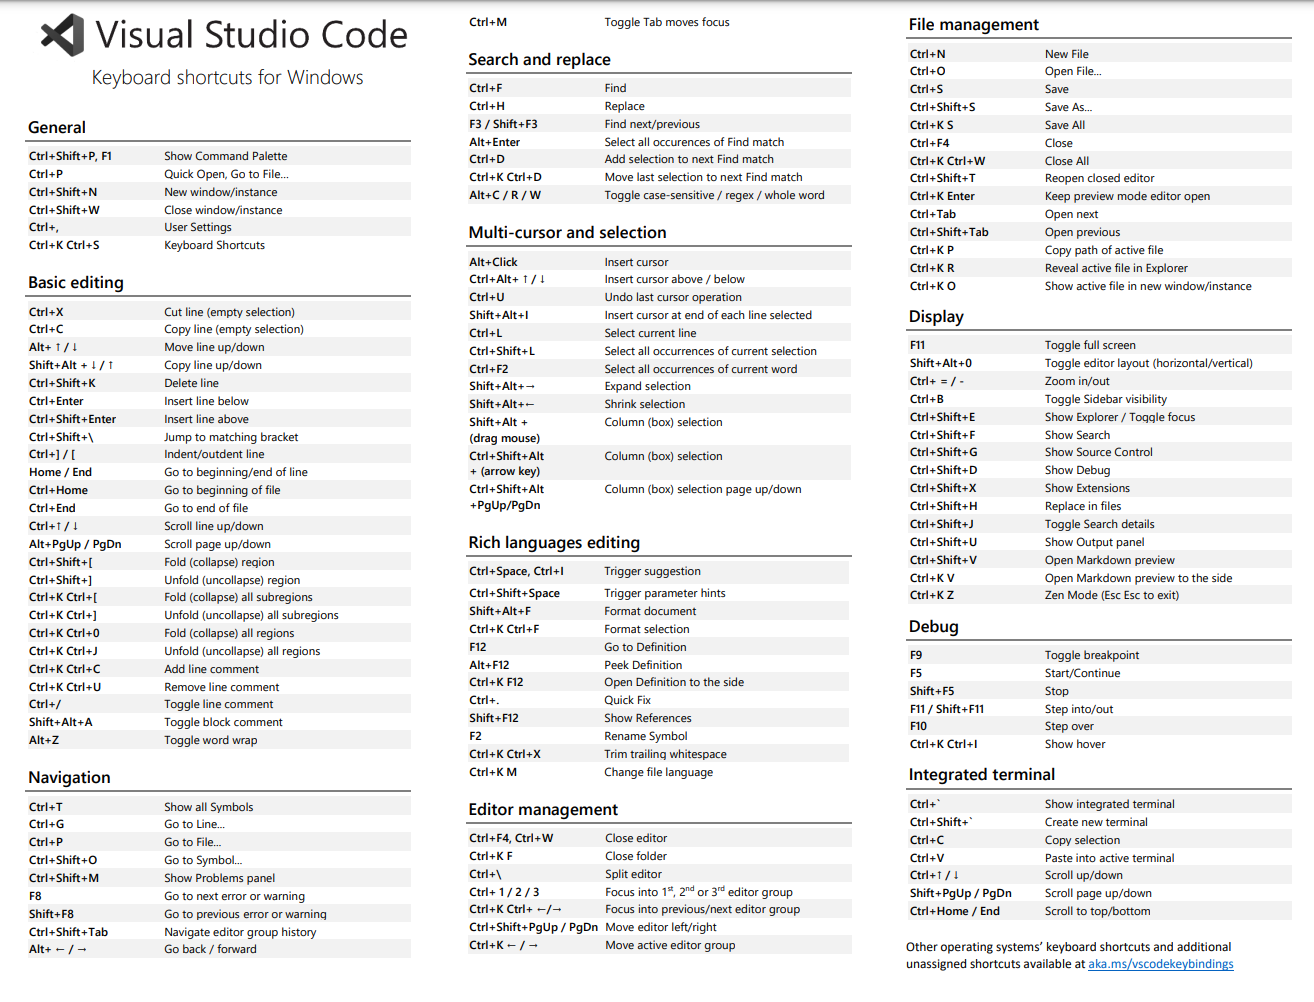 Visual Studio Code
Keyboard shortcuts for Windows
General
Ctrl+Shift+P, F1 Show Command Palette
Ctrl+P Quick Open, Go to File...
Ctrl+Shift+N New window/instance
Ctrl+Shift+W Close window/instance
Ctrl+, User Settings
Ctrl+K Ctrl+S Keyboard Shortcuts
Basic editing
Ctrl+X Cut line (empty selection)
Ctrl+C Copy line (empty selection)
Alt+ ↑ / ↓ Move line up/down
Shift+Alt + ↓ / ↑ Copy line up/down
Ctrl+Shift+K Delete line
Ctrl+Enter Insert line below
Ctrl+Shift+Enter Insert line above
Ctrl+Shift+\ Jump to matching bracket
Ctrl+] / [ Indent/outdent line
Home / End Go to beginning/end of line
Ctrl+Home Go to beginning of file
Ctrl+End Go to end of file
Ctrl+↑ / ↓ Scroll line up/down
Alt+PgUp / PgDn Scroll page up/down
Ctrl+Shift+[ Fold (collapse) region
Ctrl+Shift+] Unfold (uncollapse) region
Ctrl+K Ctrl+[ Fold (collapse) all subregions
Ctrl+K Ctrl+] Unfold (uncollapse) all subregions
Ctrl+K Ctrl+0 Fold (collapse) all regions
Ctrl+K Ctrl+J Unfold (uncollapse) all regions
Ctrl+K Ctrl+C Add line comment
Ctrl+K Ctrl+U Remove line comment
Ctrl+/ Toggle line comment
Shift+Alt+A Toggle block comment
Alt+Z Toggle word wrap
Navigation
Ctrl+T Show all Symbols
Ctrl+G Go to Line...
Ctrl+P Go to File...
Ctrl+Shift+O Go to Symbol...
Ctrl+Shift+M Show Problems panel
F8 Go to next error or warning
Shift+F8 Go to previous error or warning
Ctrl+Shift+Tab Navigate editor group history
Alt+ ← / → Go back / forward
Ctrl+M Toggle Tab moves focus
Search and replace
Ctrl+F Find
Ctrl+H Replace
F3 / Shift+F3 Find next/previous
Alt+Enter Select all occurences of Find match
Ctrl+D Add selection to next Find match
Ctrl+K Ctrl+D Move last selection to next Find match
Alt+C / R / W Toggle case-sensitive / regex / whole word
Multi-cursor and selection
Alt+Click Insert cursor
Ctrl+Alt+ ↑ / ↓ Insert cursor above / below
Ctrl+U Undo last cursor operation
Shift+Alt+I Insert cursor at end of each line selected
Ctrl+L Select current line
Ctrl+Shift+L Select all occurrences of current selection
Ctrl+F2 Select all occurrences of current word
Shift+Alt+→ Expand selection
Shift+Alt+← Shrink selection
Shift+Alt + Column (box) selection
(drag mouse)
Ctrl+Shift+Alt Column (box) selection
+ (arrow key)
Ctrl+Shift+Alt Column (box) selection page up/down
+PgUp/PgDn
Rich languages editing
Ctrl+Space, Ctrl+I Trigger suggestion
Ctrl+Shift+Space Trigger parameter hints
Shift+Alt+F Format document
Ctrl+K Ctrl+F Format selection
F12 Go to Definition
Alt+F12 Peek Definition
Ctrl+K F12 Open Definition to the side
Ctrl+. Quick Fix
Shift+F12 Show References
F2 Rename Symbol
Ctrl+K Ctrl+X Trim trailing whitespace
Ctrl+K M Change file language
Editor management
Ctrl+F4, Ctrl+W Close editor
Ctrl+K F Close folder
Ctrl+\ Split editor
Ctrl+ 1 / 2 / 3 Focus into 1st, 2nd or 3rd editor group
Ctrl+K Ctrl+ ←/→ Focus into previous/next editor group
Ctrl+Shift+PgUp / PgDn Move editor left/right
Ctrl+K ← / → Move active editor group
File management
Ctrl+N New File
Ctrl+O Open File...
Ctrl+S Save
Ctrl+Shift+S Save As...
Ctrl+K S Save All
Ctrl+F4 Close
Ctrl+K Ctrl+W Close All
Ctrl+Shift+T Reopen closed editor
Ctrl+K Enter Keep preview mode editor open
Ctrl+Tab Open next
Ctrl+Shift+Tab Open previous
Ctrl+K P Copy path of active file
Ctrl+K R Reveal active file in Explorer
Ctrl+K O Show active file in new window/instance
Display
F11 Toggle full screen
Shift+Alt+0 Toggle editor layout (horizontal/vertical)
Ctrl+ = / - Zoom in/out
Ctrl+B Toggle Sidebar visibility
Ctrl+Shift+E Show Explorer / Toggle focus
Ctrl+Shift+F Show Search
Ctrl+Shift+G Show Source Control
Ctrl+Shift+D Show Debug
Ctrl+Shift+X Show Extensions
Ctrl+Shift+H Replace in files
Ctrl+Shift+J Toggle Search details
Ctrl+Shift+U Show Output panel
Ctrl+Shift+V Open Markdown preview
Ctrl+K V Open Markdown preview to the side
Ctrl+K Z Zen Mode (Esc Esc to exit)
Debug
F9 Toggle breakpoint
F5 Start/Continue
Shift+F5 Stop
F11 / Shift+F11 Step into/out
F10 Step over
Ctrl+K Ctrl+I Show hover
Integrated terminal
Ctrl+` Show integrated terminal
Ctrl+Shift+` Create new terminal
Ctrl+C Copy selection
Ctrl+V Paste into active terminal
Ctrl+↑ / ↓ Scroll up/down
Shift+PgUp / PgDn Scroll page up/down
Ctrl+Home / End Scroll to top/bottom
Other operating systems' keyboard shortcuts and additional
unassigned shortcuts available at aka.ms/vscodekeybindings